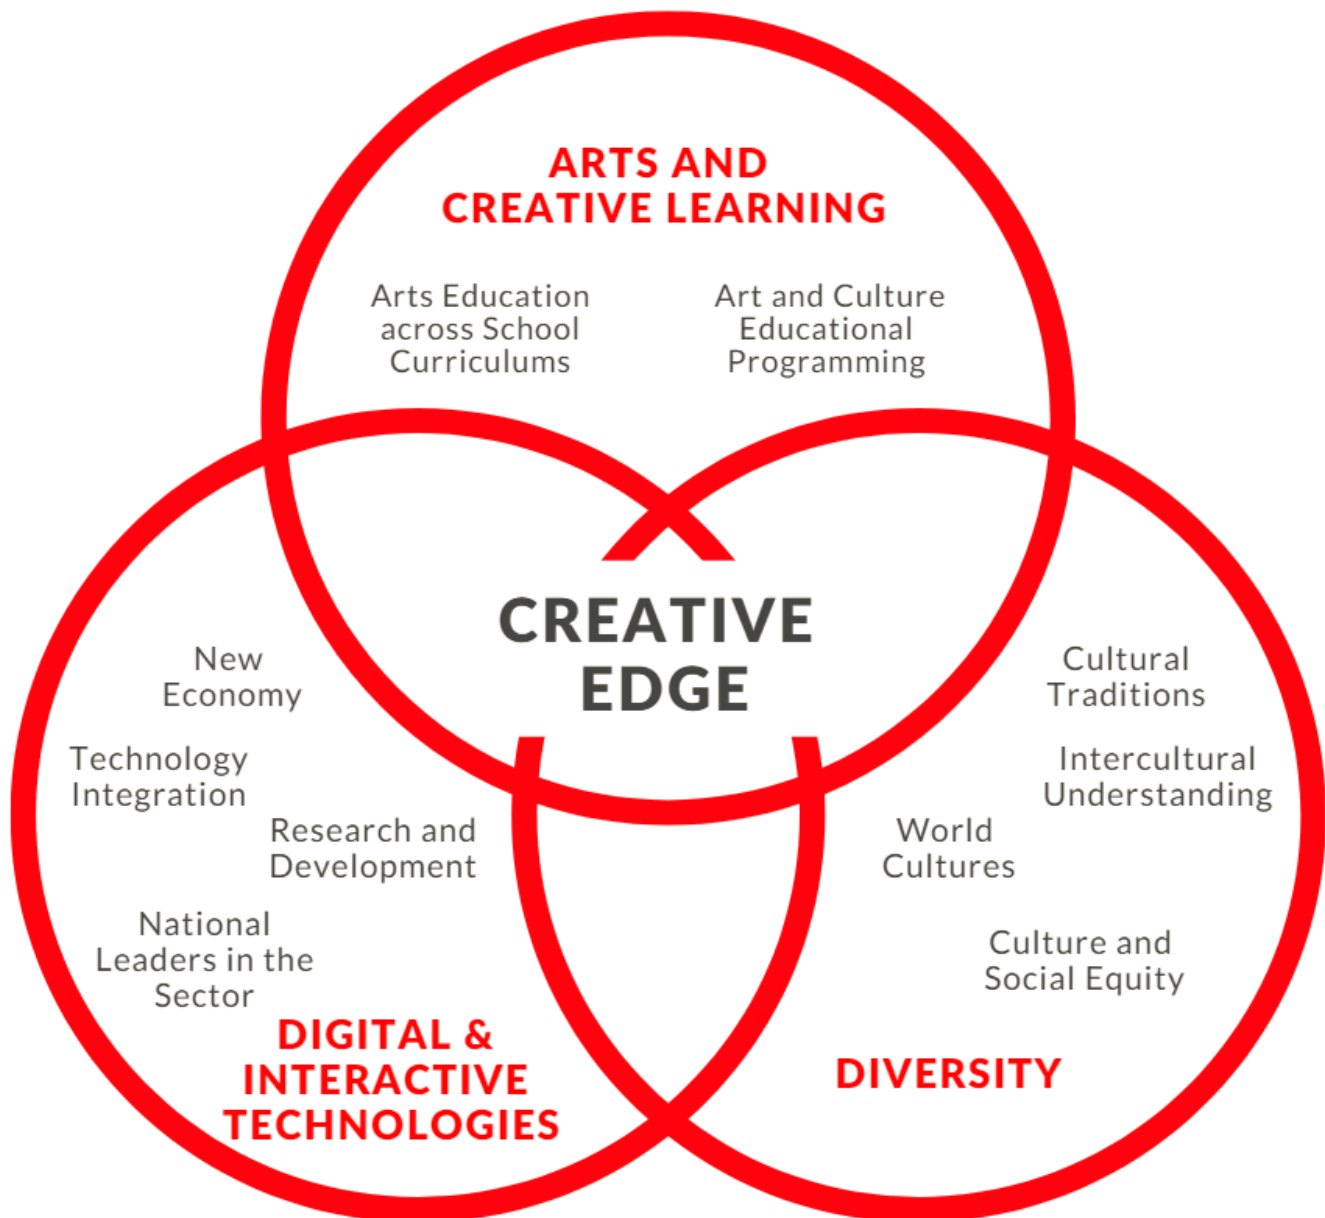 ARTS AND
CREATIVE LEARNING
Arts Education
across School
Curriculums
Art and Culture
Educational
Programming
CREATIVE
EDGE
New
Economy
Technology
Integration
Research and
Development
National
Leaders in the
Sector
DIGITAL &
INTERACTIVE
TECHNOLOGIES
Cultural
Traditions
Intercultural
Understanding
World
Cultures
Culture and
Social Equity
DIVERSITY